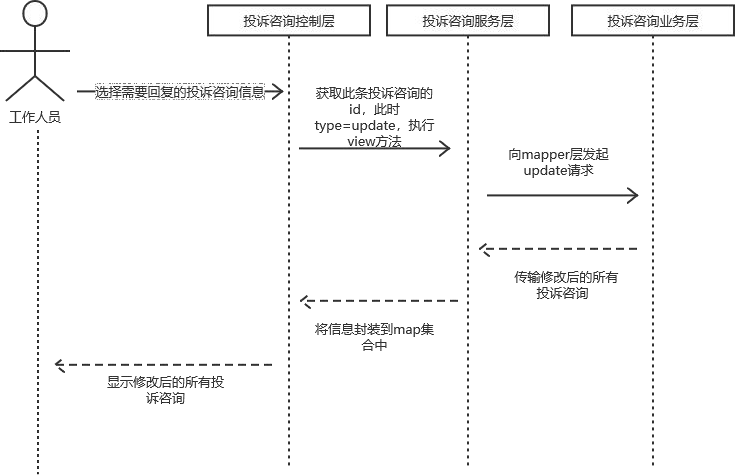 投诉咨询控制层
投诉咨询服务层
投诉咨询业务层
工作人员
选择需要回复的投诉咨询信息
获取此条投诉咨询的
id，此时
type=update，执行
view方法
向mapper层发起
update请求
传输修改后的所有
投诉咨询
将信息封装到map集
合中
显示修改后的所有投
诉咨询